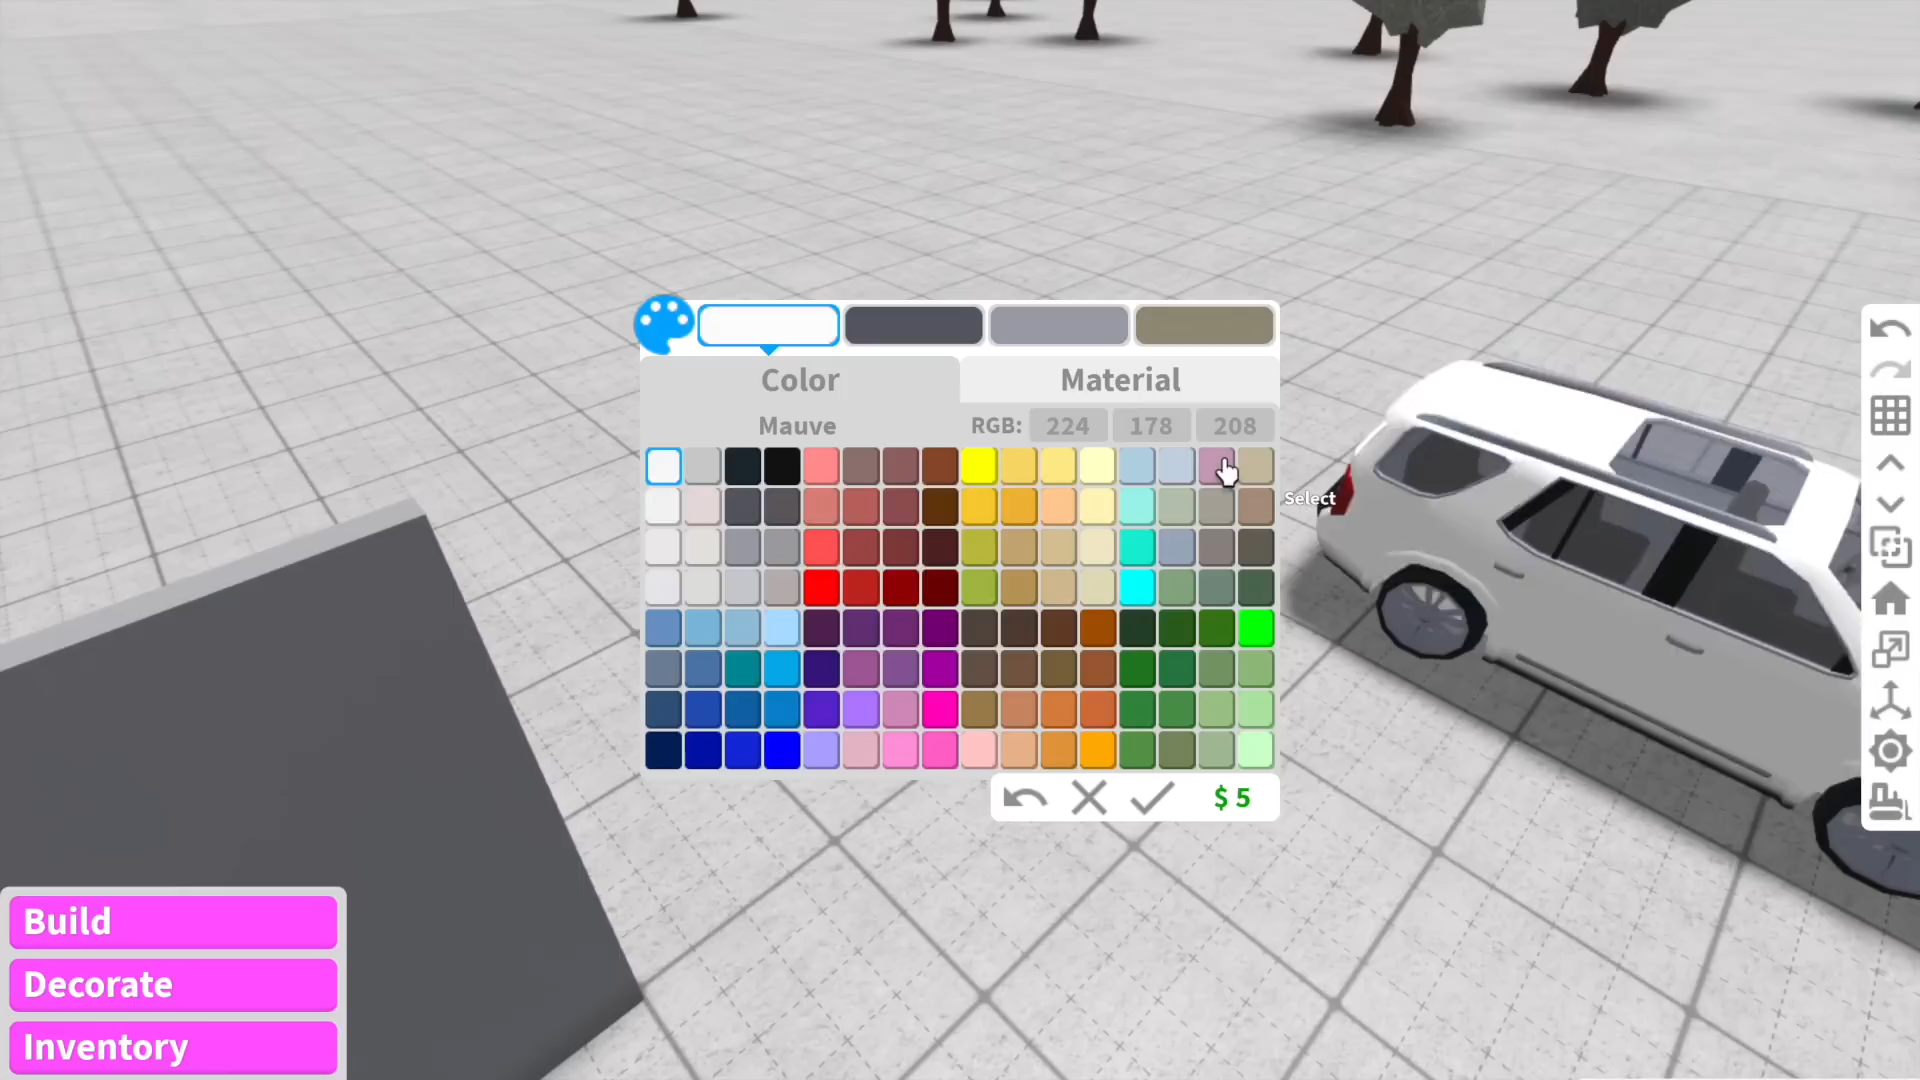 Color
Material
Mauve
RGB: 224 178 208
Select
$ 5
Build
Decorate
Inventory